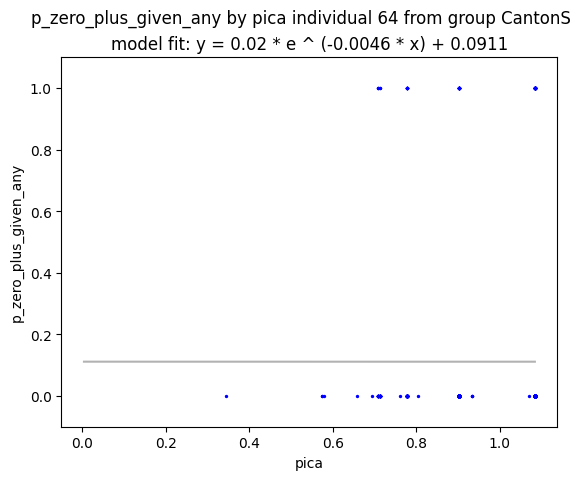 p_zero_plus_given_any by pica individual 64 from group CantonS
model fit: y = 0.02 * e ^ (-0.0046 * x) + 0.0911
1.0
0.8
0.6
0.4
0.2
0.0
p_zero_plus_given_any
0.0 0.2 0.4 0.6 0.8 1.0
pica